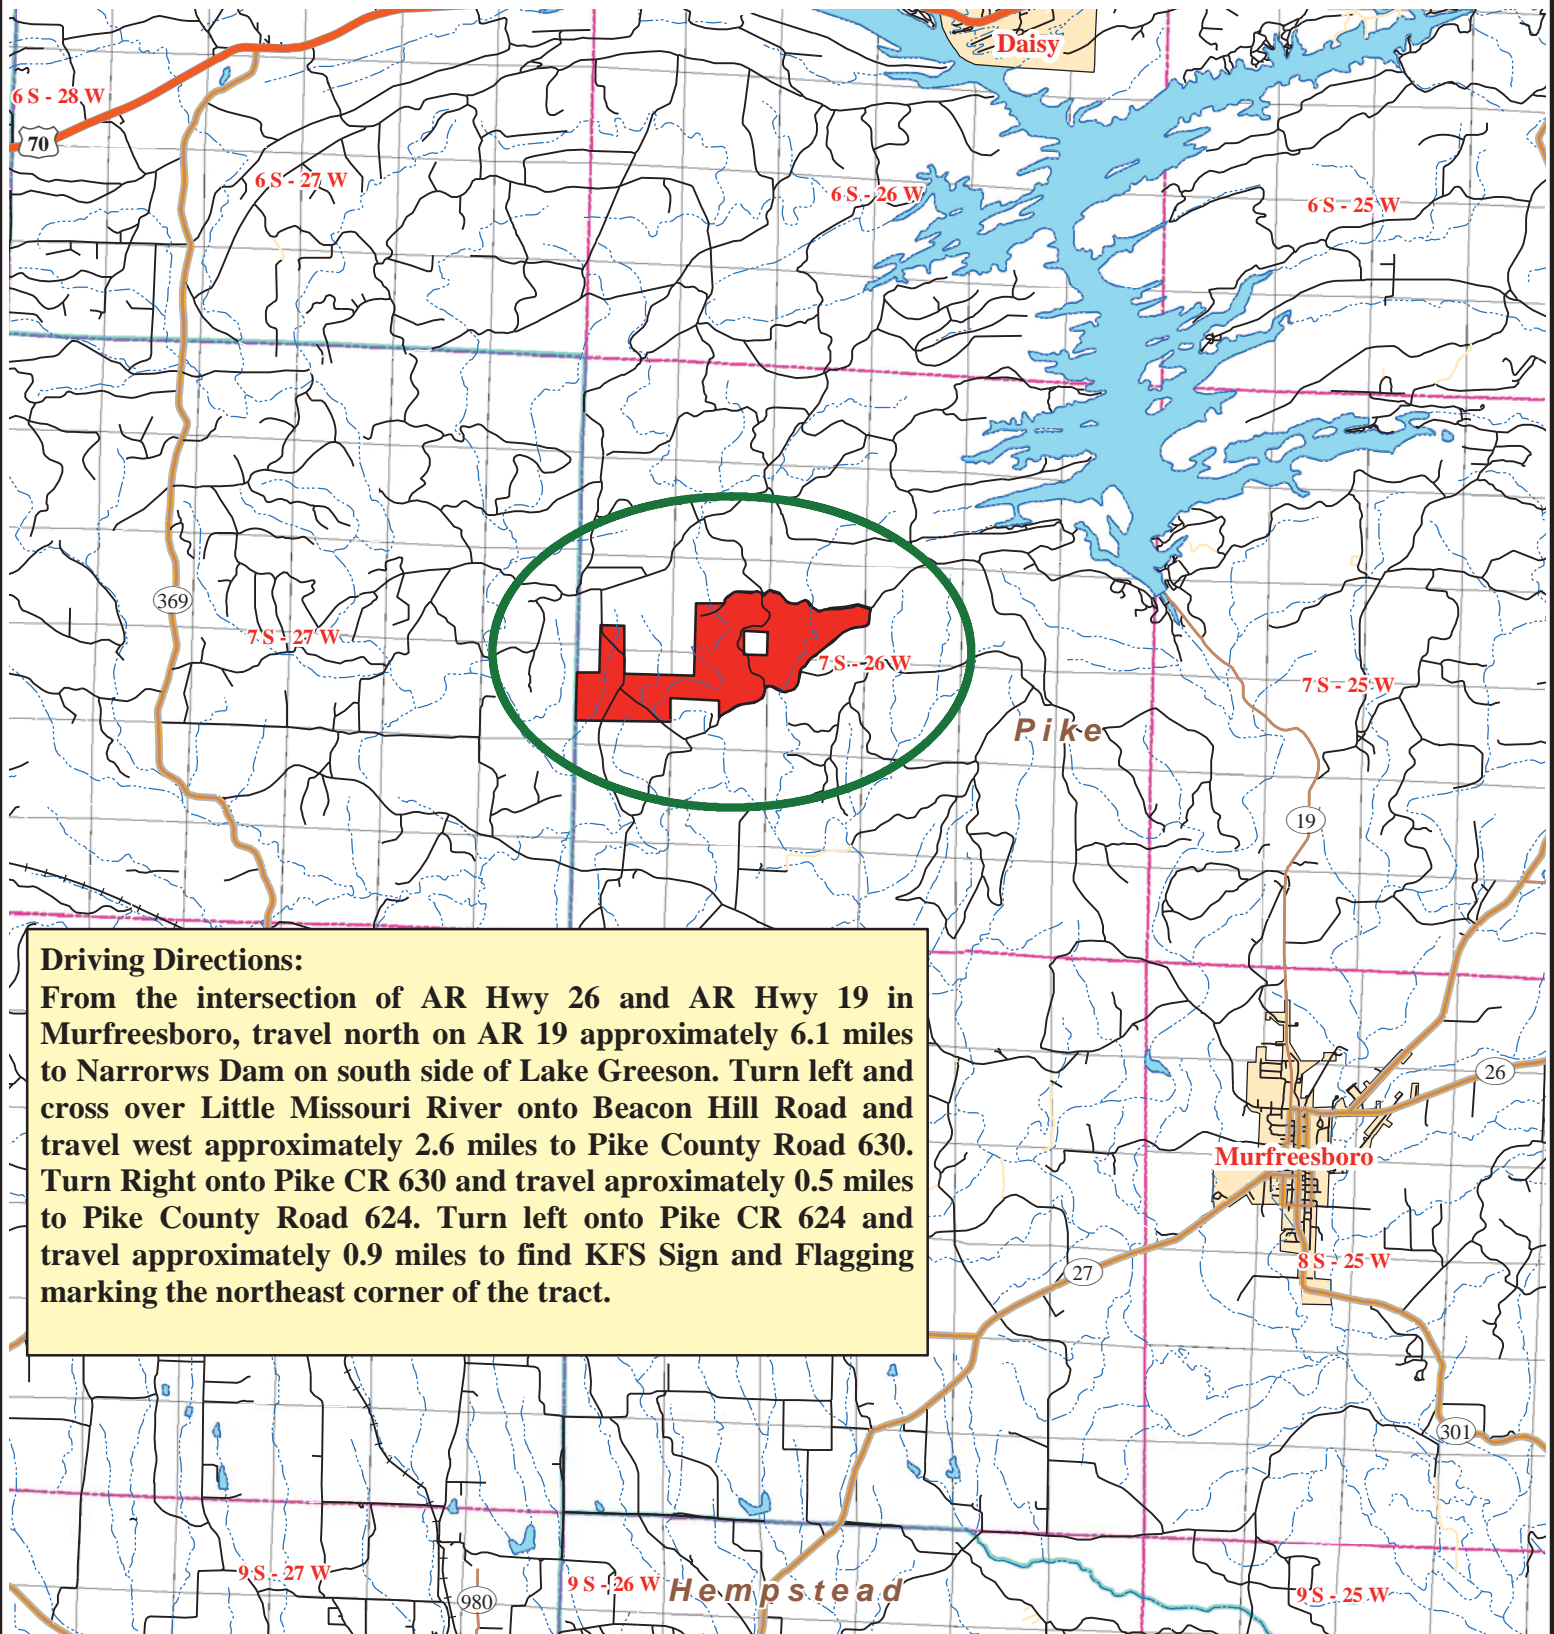 Daisy
6 S - 28 W
70
6 S - 27 W
6 S - 26 W
6 S - 25 W
369
7 S - 27 W
7 S - 26 W
7 S - 25 W
Pike
19
Driving Directions:
From the intersection of AR Hwy 26 and AR Hwy 19 in
Murfreesboro, travel north on AR 19 approximately 6.1 miles
to Narrorws Dam on south side of Lake Greeson. Turn left and
cross over Little Missouri River onto Beacon Hill Road and
travel west approximately 2.6 miles to Pike County Road 630.
Turn Right onto Pike CR 630 and travel aproximately 0.5 miles
to Pike County Road 624. Turn left onto Pike CR 624 and
travel approximately 0.9 miles to find KFS Sign and Flagging
marking the northeast corner of the tract.
26
Murfreesboro
8 S - 25 W
27
301
9 S - 27 W
980
9 S - 26 W
Hempstead
9 S - 25 W